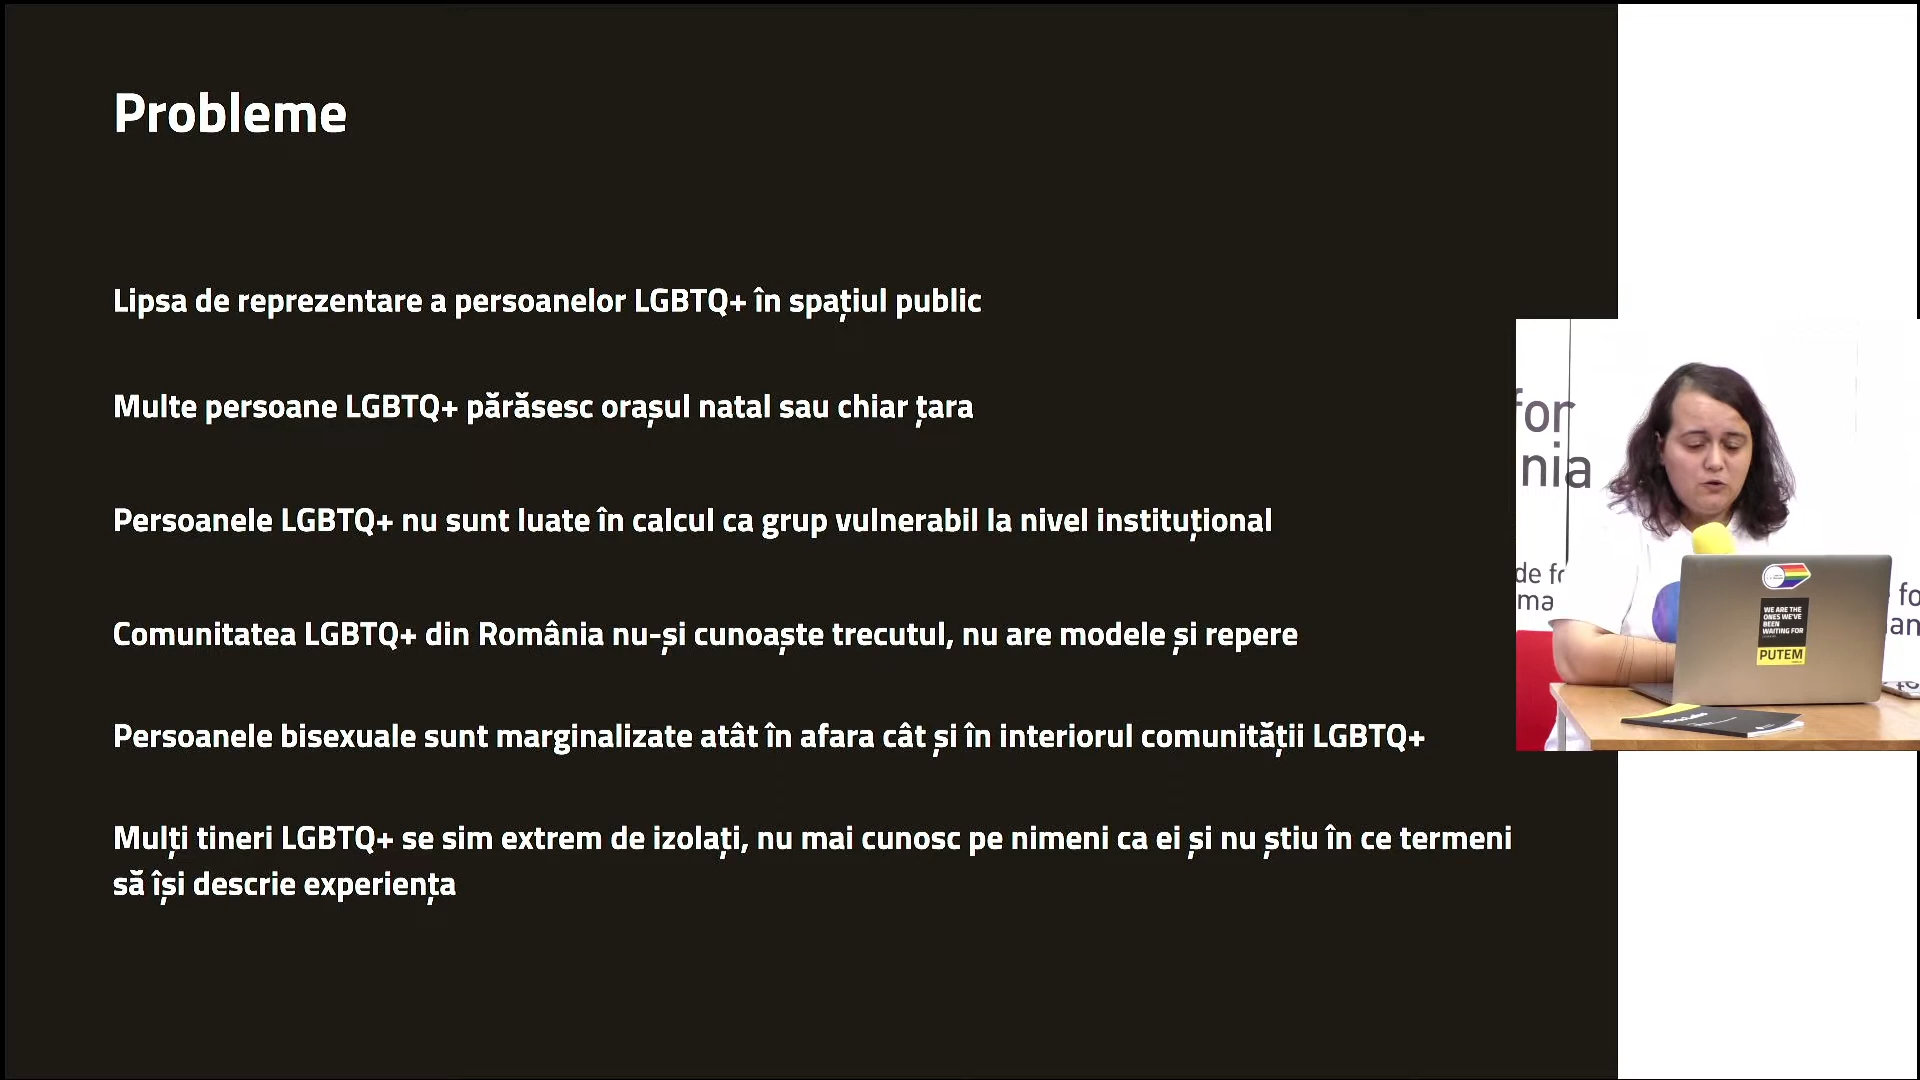 Probleme
Lipsa de reprezentare a persoanelor LGBTQ+ în spațiul public
Multe persoane LGBTQ+ părăsesc orașul natal sau chiar țara
Persoanele LGBTQ+ nu sunt luate în calcul ca grup vulnerabil la nivel instituțional
Comunitatea LGBTQ+ din România nu-și cunoaște trecutul, nu are modele și repere
Persoanele bisexuale sunt marginalizate atât în afara cât și în interiorul comunității LGBTQ+
Mulți tineri LGBTQ+ se sim extrem de izolați, nu mai cunosc pe nimeni ca ei și nu știu în ce termeni
să își descrie experiența
for
nia
de fo
ma
fo
an
WE ARE THE
ONES WE'VE
BEEN
WAITING FOR
PUTEM